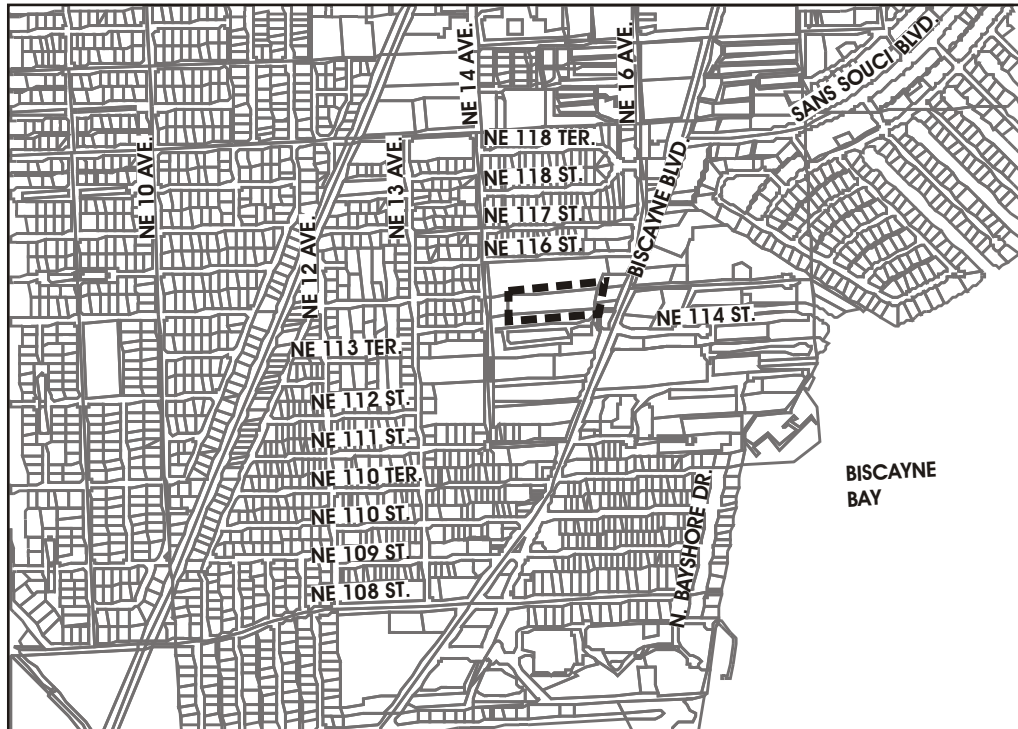 NE 10 AVE.
NE 12 AVE.
NE 13 AVE.
NE 14 AVE.
NE 16 AVE.
BISCAYNE BLVD.
SANS SOUCI BLVD.
NE 118 TER.
NE 118 ST.
NE 117 ST.
NE 116 ST.
NE 114 ST.
NE 113 TER.
NE 112 ST.
NE 111 ST.
NE 110 TER.
NE 110 ST.
NE 109 ST.
NE 108 ST.
N. BAYSHORE DR.
BISCAYNE
BAY